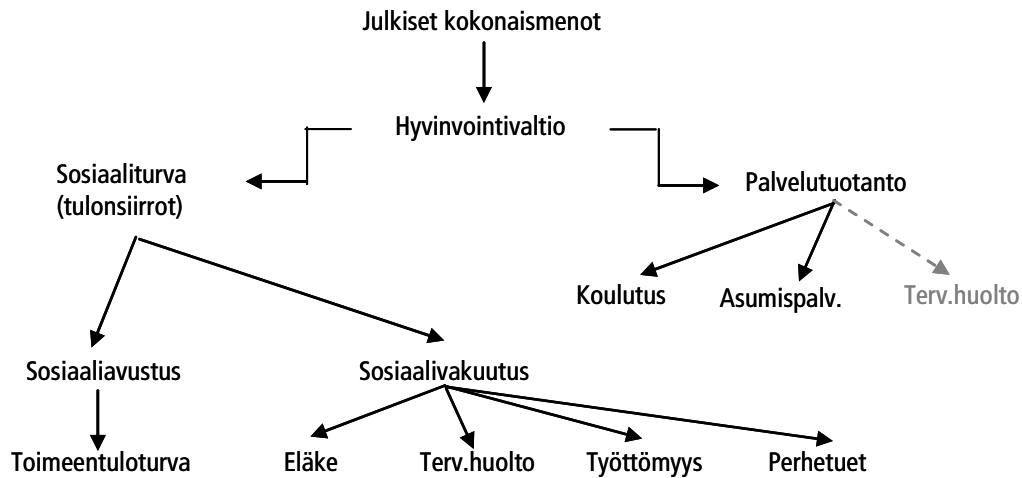 Julkiset kokonaismenot
Hyvinvointivaltio
Sosiaaliturva
(tulonsiirrot)
Palvelutuotanto
Koulutus
Asumispalv.
Terv.huolto
Sosiaaliavustus
Sosiaalivakuutus
Toimeentuloturva
Eläke
Terv.huolto
Työttömyys
Perhetuet